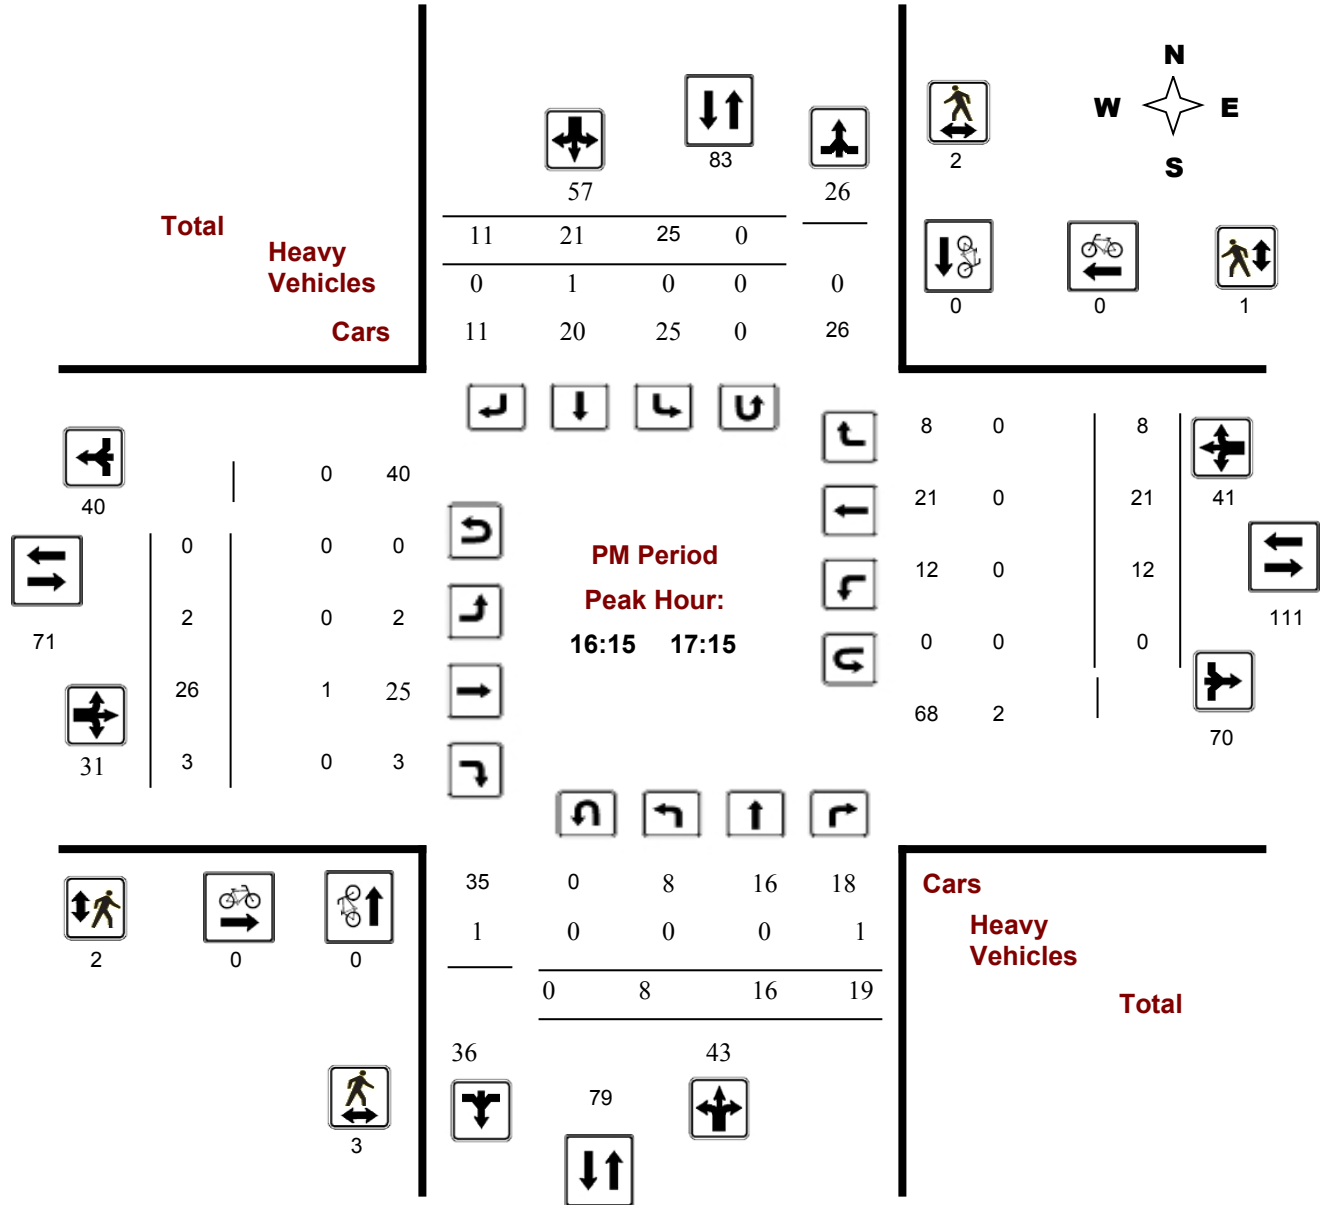 N
W E
S
83
2
57 26
Total
11 21 25 0
Heavy
Vehicles
0 1 0 0 0
0 0 1
Cars
11 20 25 0 26
8 0 8
0 40
40
21 0 21 41
0 0 0
PM Period
12 0 12
Peak Hour:
2 0 2
111
71
16:15 17:15
0 0 0
26 1 25
68 2
70
31 3 0 3
35 0 8 16 18
Cars
1 0 0 0 1
Heavy
Vehicles
2 0 0
0 8 16 19
Total
36 43
79
3